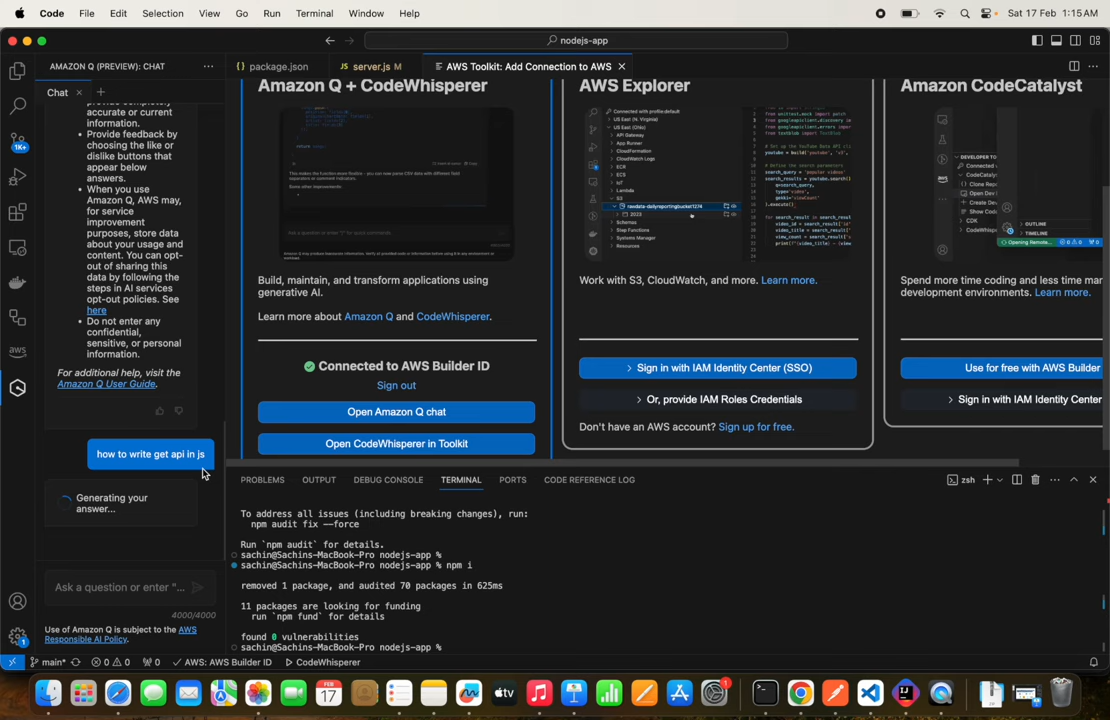 Code File Edit Selection View Go Run Terminal Window Help Sat 17 Feb 1:15 AM
nodejs-app
AMAZON Q (PREVIEW): CHAT
package.json
JS server.js M
AWS Toolkit: Add Connection to AWS
Chat
completely
accurate or current
information.
Provide feedback by
choosing the like or
dislike buttons that
appear below
answers.
When you use
Amazon Q, AWS may,
for service
improvement
purposes, store data
about your usage and
content. You can opt-
out of sharing this
data by following the
steps in AI services
opt-out policies. See
here
Do not enter any
confidential,
sensitive, or personal
information.
For additional help, visit the
Amazon Q User Guide.
how to write get api in js
Generating your
answer...
Ask a question or enter "...
4000/4000
Use of Amazon Q is subject to the AWS
Responsible AI Policy.
1K+
aws
1
Amazon Q + CodeWhisperer
Build, maintain, and transform applications using
generative AI.
Learn more about Amazon Q and CodeWhisperer.
Connected to AWS Builder ID
Sign out
Open Amazon Q chat
Open CodeWhisperer in Toolkit
AWS Explorer
Work with S3, CloudWatch, and more. Learn more.
> Sign in with IAM Identity Center (SSO)
> Or, provide IAM Roles Credentials
Don't have an AWS account? Sign up for free.
Amazon CodeCatalyst
Spend more time coding and less time mar
development environments. Learn more.
Use for free with AWS Builder
> Sign in with IAM Identity Center
PROBLEMS OUTPUT DEBUG CONSOLE TERMINAL PORTS CODE REFERENCE LOG
zsh
To address all issues (including breaking changes), run:
npm audit fix --force
Run `npm audit` for details.
sachin@Sachins-MacBook-Pro nodejs-app %
sachin@Sachins-MacBook-Pro nodejs-app % npm i
removed 1 package, and audited 70 packages in 625ms
11 packages are looking for funding
run `npm fund` for details
found 0 vulnerabilities
sachin@Sachins-MacBook-Pro nodejs-app %
main* 0 0 0 AWS: AWS Builder ID CodeWhisperer
FEB
17
tv
1